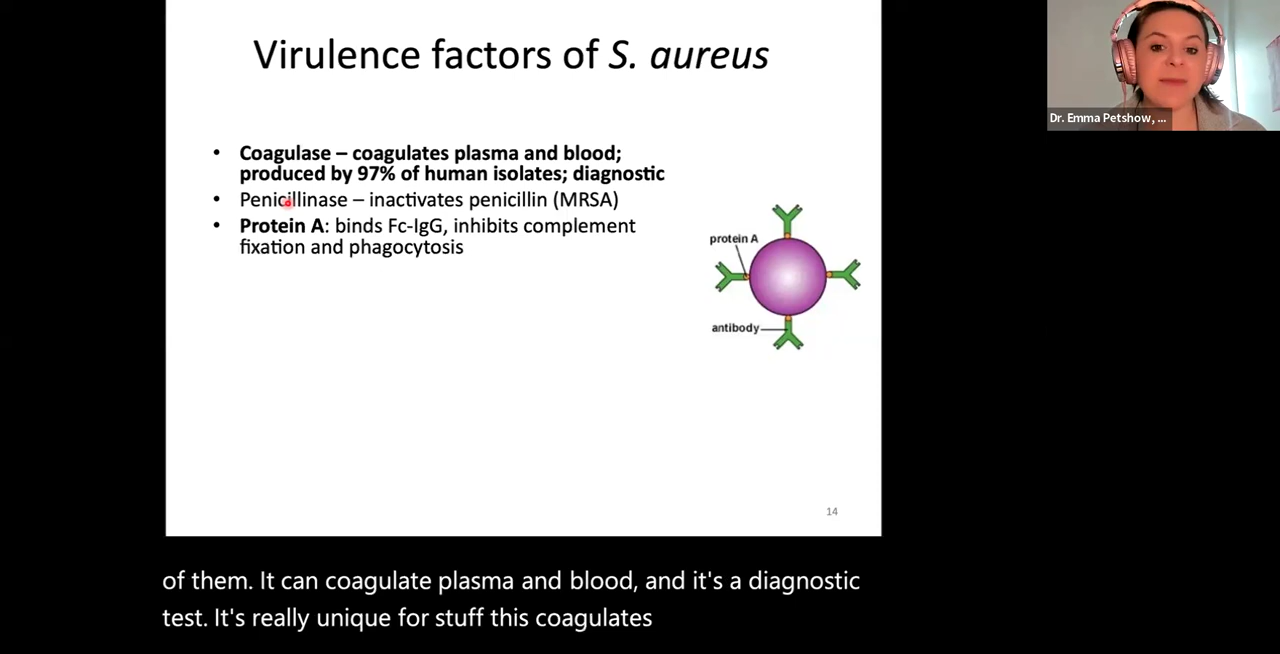 Virulence factors of S. aureus
• Coagulase – coagulates plasma and blood;
produced by 97% of human isolates; diagnostic
• Penicillinase – inactivates penicillin (MRSA)
• Protein A: binds Fc-IgG, inhibits complement
fixation and phagocytosis
protein A
antibody
14
Dr. Emma Petshow, ...
of them. It can coagulate plasma and blood, and it's a diagnostic
test. It's really unique for stuff this coagulates